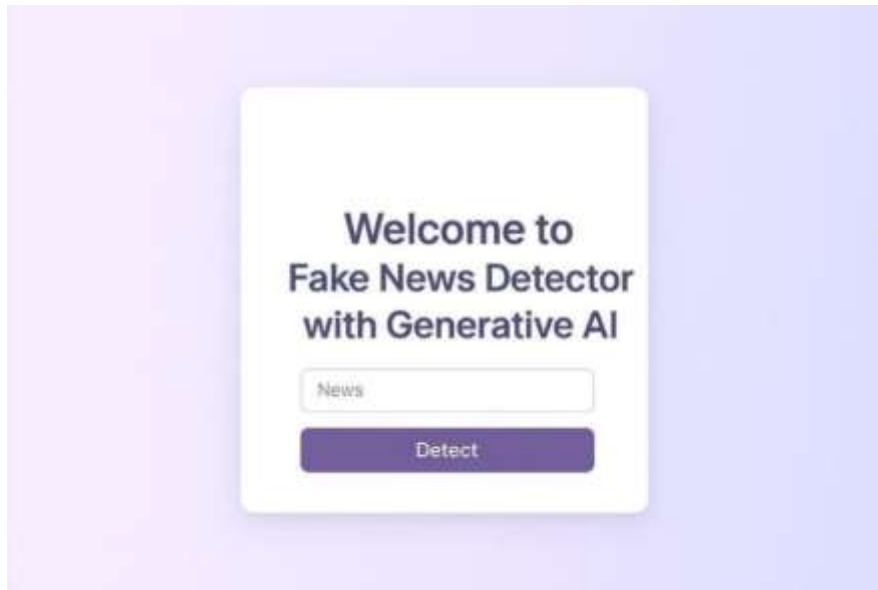 Welcome to
Fake News Detector
with Generative AI
News
Detect